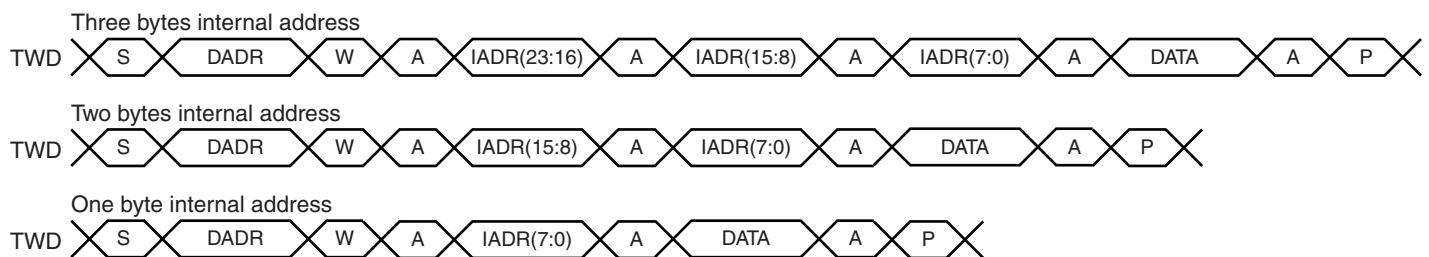 Three bytes internal address
TWD S DADR W A IADR(23:16) A IADR(15:8) A IADR(7:0) A DATA A P
Two bytes internal address
TWD S DADR W A IADR(15:8) A IADR(7:0) A DATA A P
One byte internal address
TWD S DADR W A IADR(7:0) A DATA A P